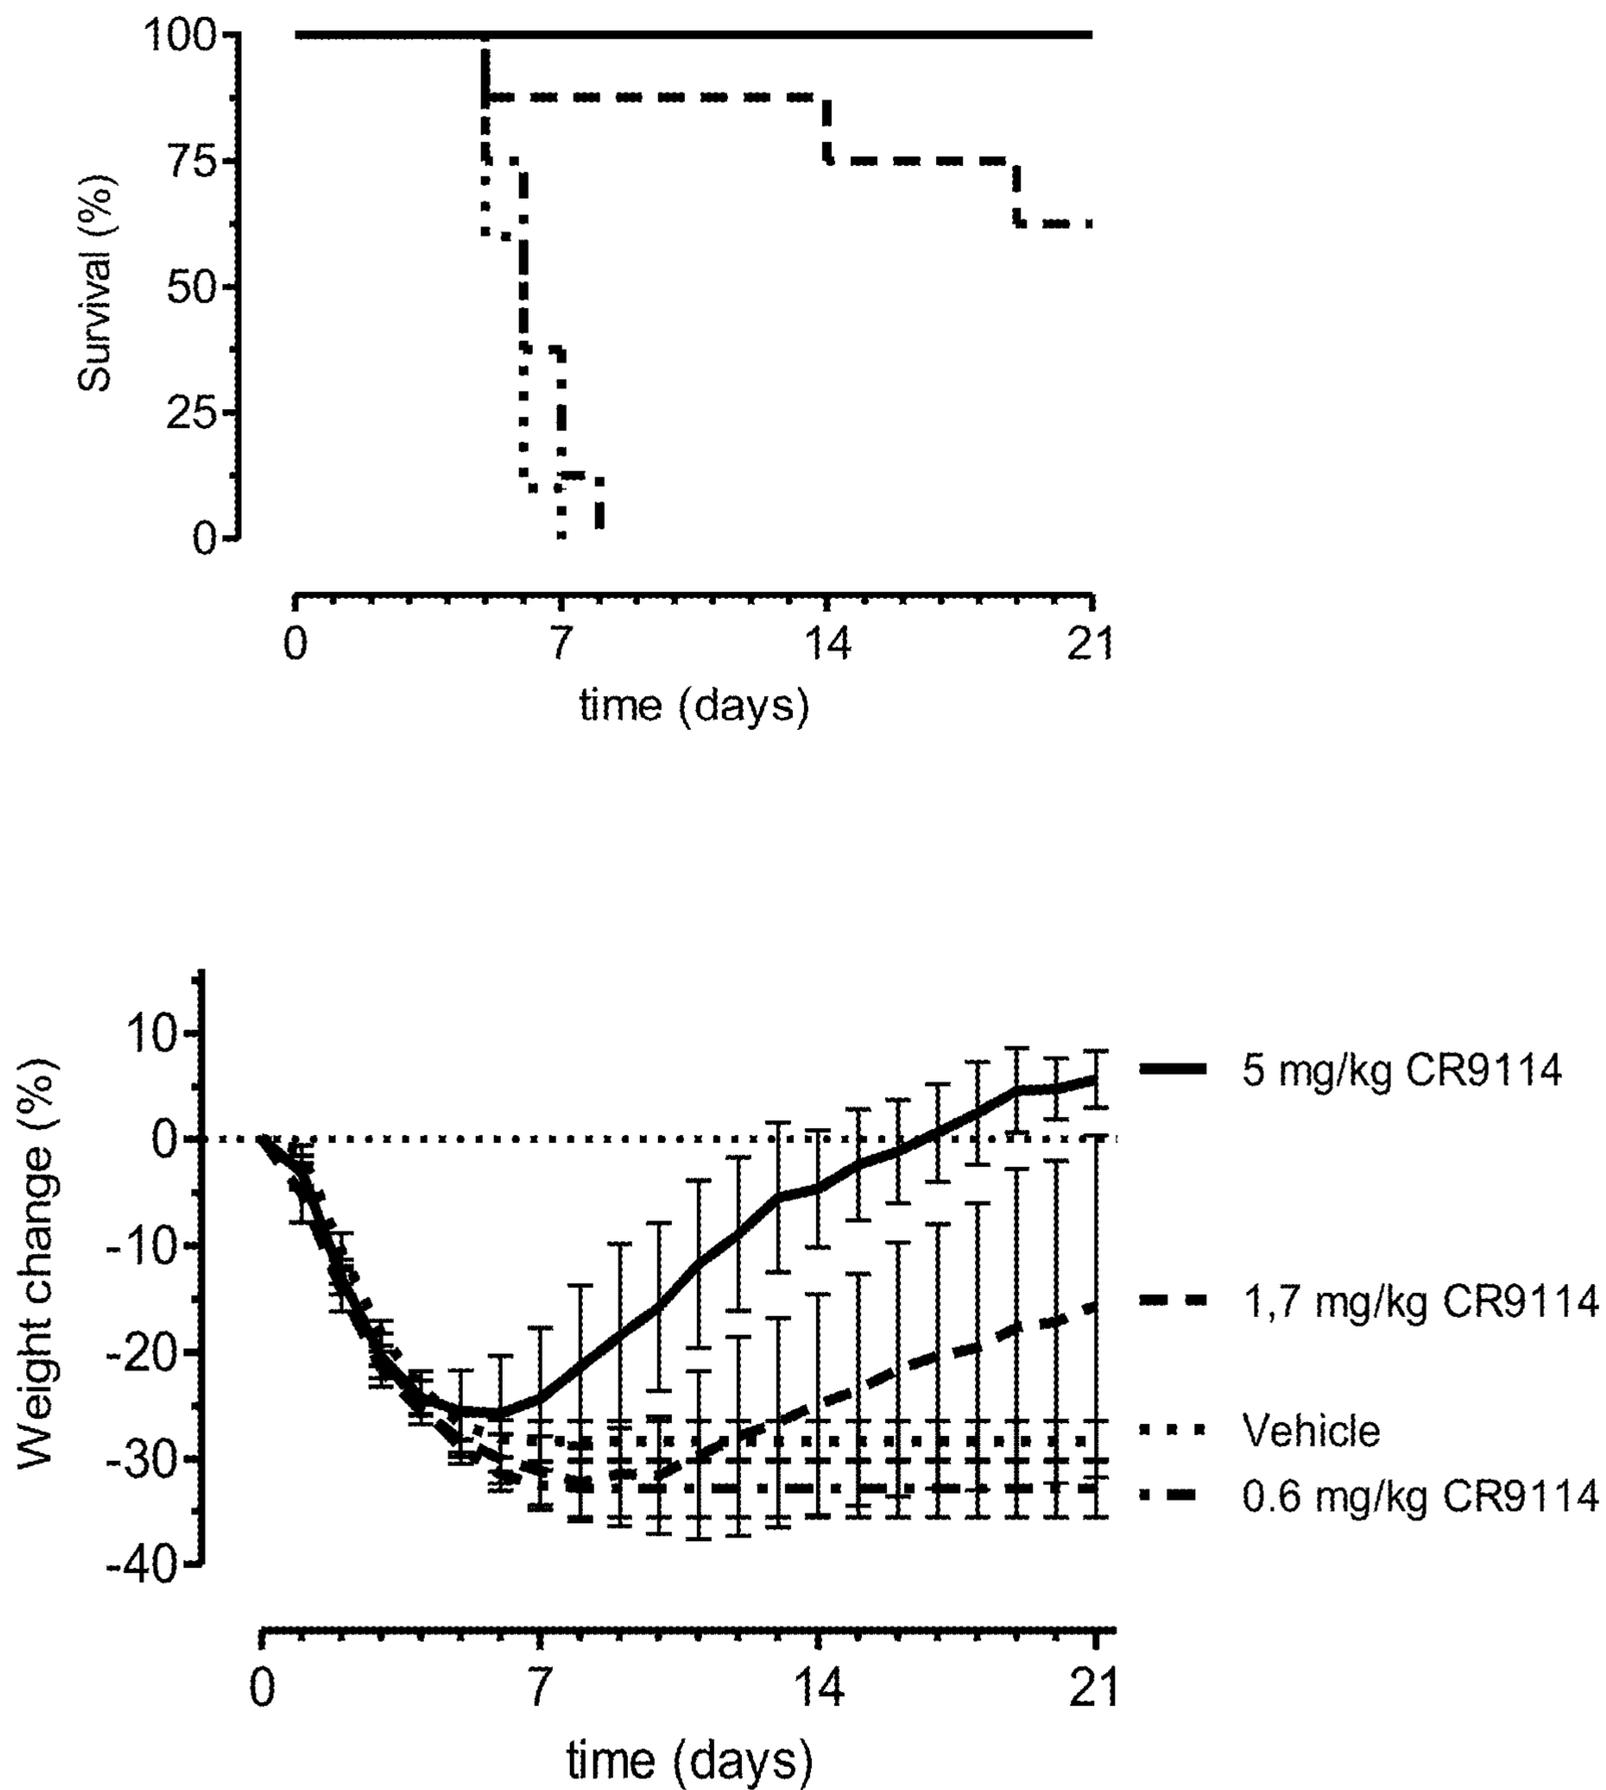 100
75
50
25
0
Survival (%)
0 7 14 21
time (days)
10
0
-10
-20
-30
-40
Weight change (%)
5 mg/kg CR9114
1,7 mg/kg CR9114
Vehicle
0.6 mg/kg CR9114
0 7 14 21
time (days)